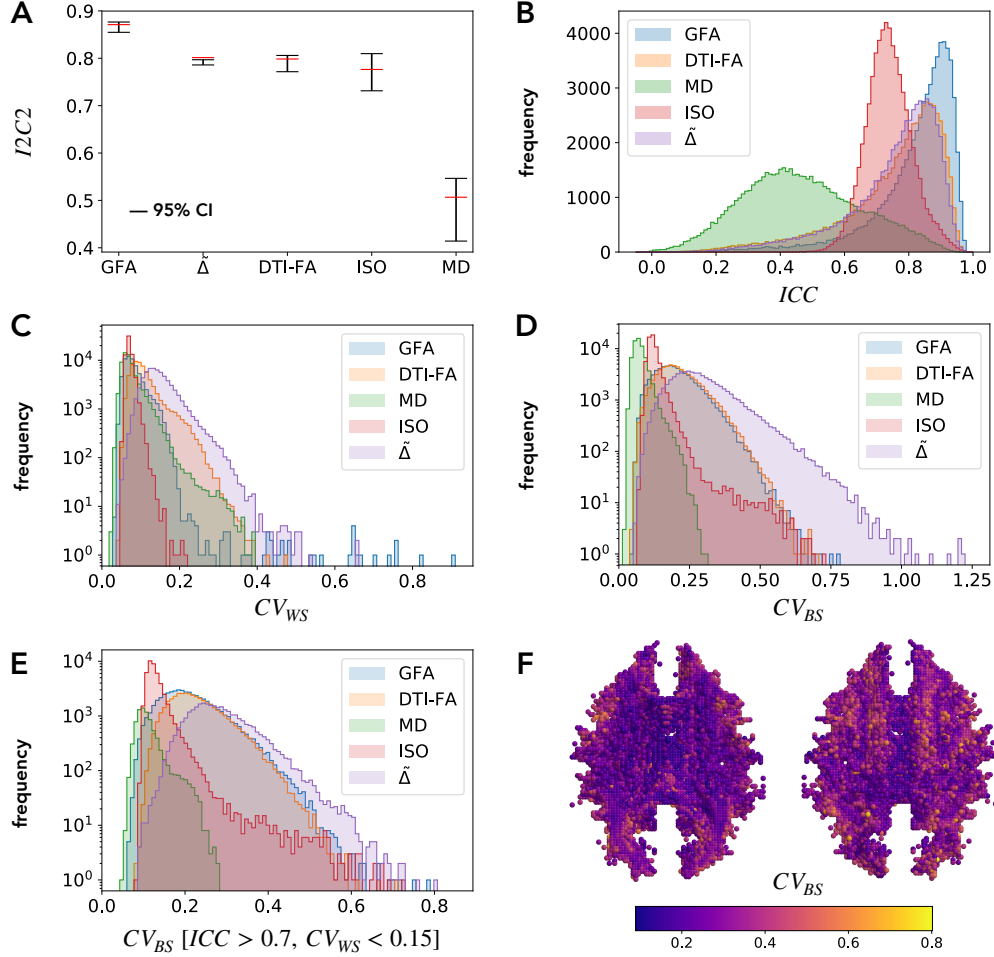 A
0.9
0.8
0.7
0.6
0.5
0.4
I2C2
— 95% CI
GFA Δ̃ DTI-FA ISO MD
B
4000
3000
2000
1000
0
frequency
GFA
DTI-FA
MD
ISO
Δ̃
0.0 0.2 0.4 0.6 0.8 1.0
ICC
C
10⁴
10³
10²
10¹
10⁰
frequency
GFA
DTI-FA
MD
ISO
Δ̃
0.0 0.2 0.4 0.6 0.8
CV_WS
D
10⁴
10³
10²
10¹
10⁰
frequency
GFA
DTI-FA
MD
ISO
Δ̃
0.00 0.25 0.50 0.75 1.00 1.25
CV_BS
E
10⁴
10³
10²
10¹
10⁰
frequency
GFA
DTI-FA
MD
ISO
Δ̃
0.0 0.2 0.4 0.6 0.8
CV_BS [ICC > 0.7, CV_WS < 0.15]
F
CV_BS
0.2 0.4 0.6 0.8